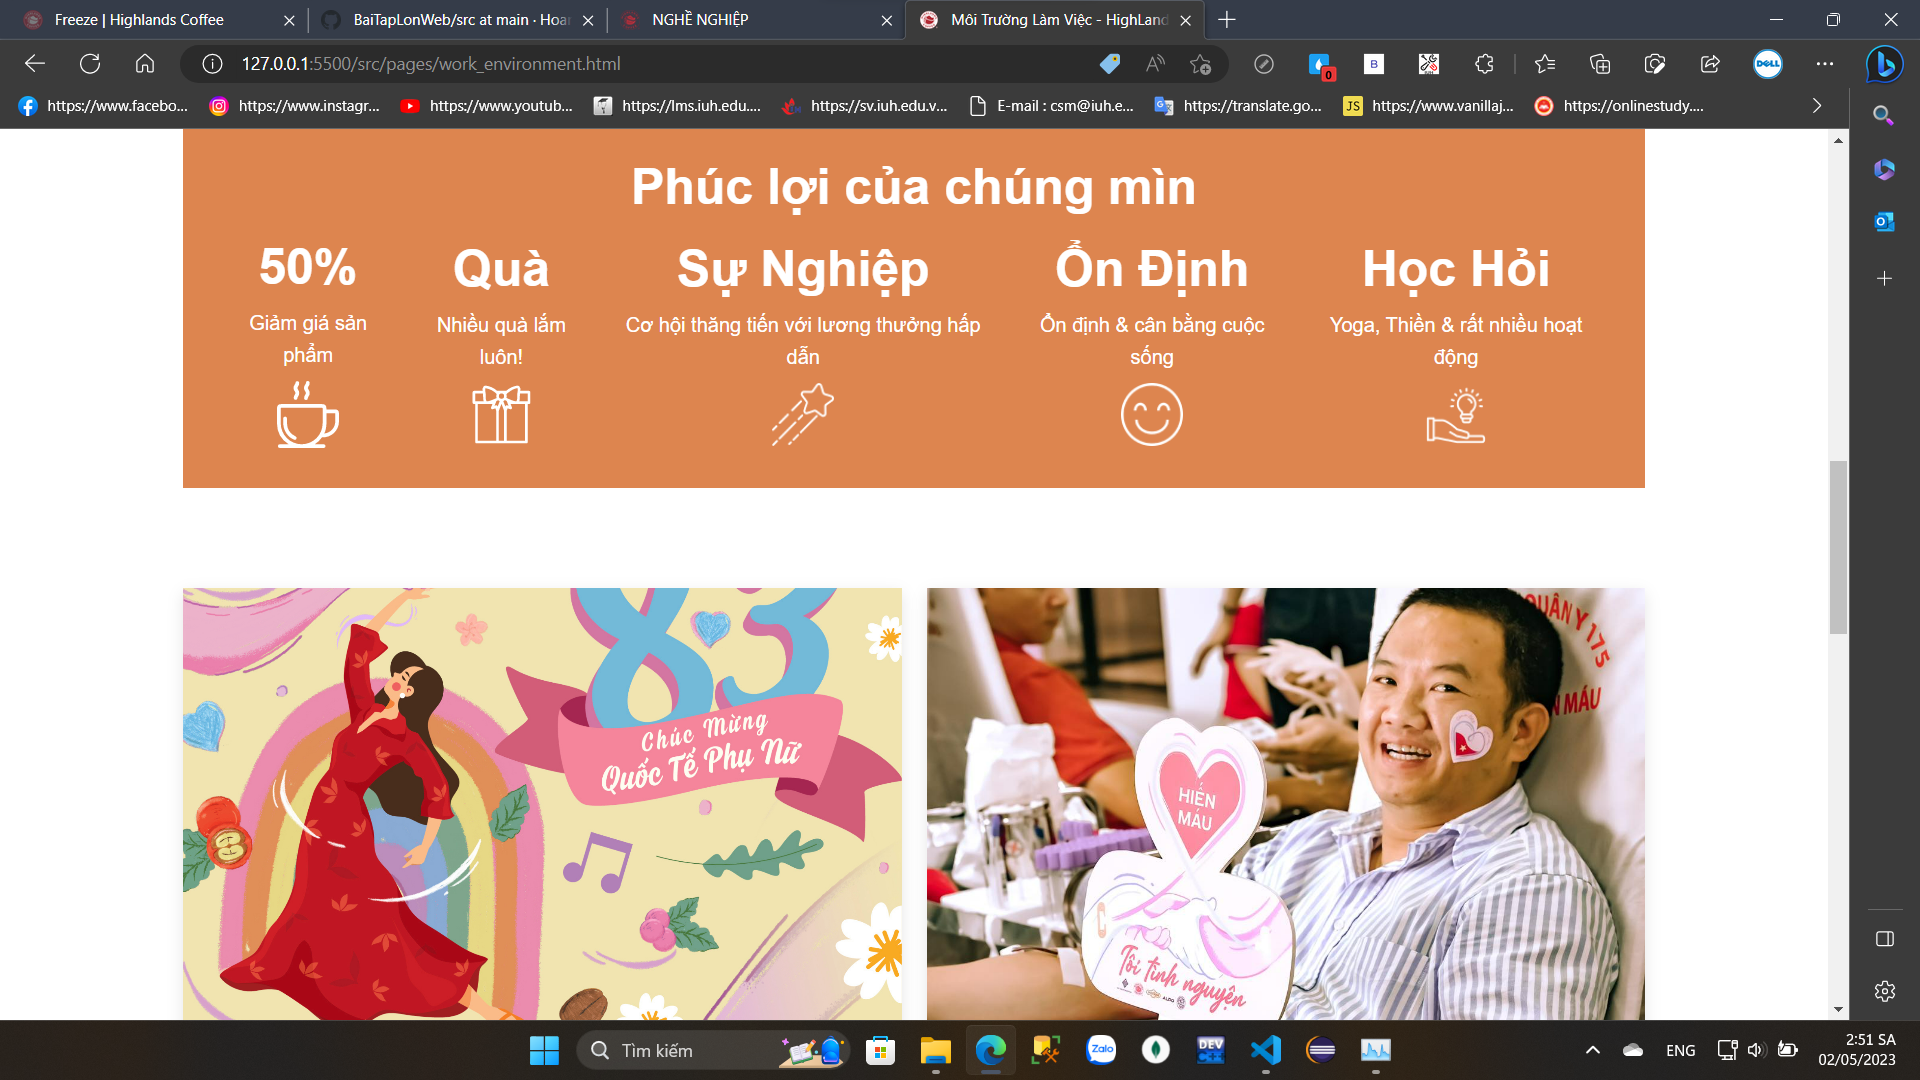 Freeze | Highlands Coffee
BaiTapLonWeb/src at main · Hoan
NGHỀ NGHIỆP
Môi Trường Làm Việc - HighLand
127.0.0.1:5500/src/pages/work_environment.html
0
B
DELL
https://www.facebo...
https://www.instagr...
https://www.youtub...
https://lms.iuh.edu....
https://sv.iuh.edu.v...
E-mail : csm@iuh.e...
https://translate.go...
JS
https://www.vanillaj...
https://onlinestudy....
Phúc lợi của chúng mìn
50%
Quà
Sự Nghiệp
Ổn Định
Học Hỏi
Giảm giá sản
phẩm
Nhiều quà lắm
luôn!
Cơ hội thăng tiến với lương thưởng hấp
dẫn
Ổn định & cân bằng cuộc
sống
Yoga, Thiền & rất nhiều hoạt
động
83
Chúc Mừng
Quốc Tế Phụ Nữ
QUÂN Y 175
N MÁU
HIẾN
MÁU
Tôi tình nguyện
Tìm kiếm
Zalo
DEV
ENG
2:51 SA
02/05/2023